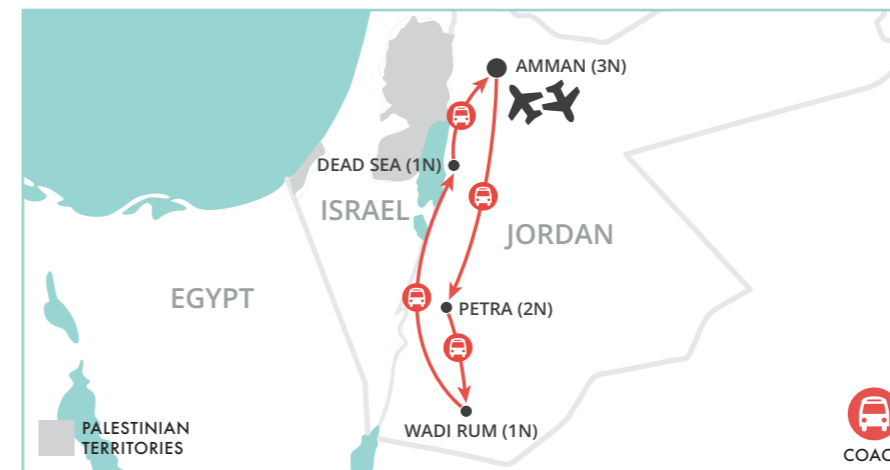 AMMAN (3N)
DEAD SEA (1N)
ISRAEL
JORDAN
EGYPT
PETRA (2N)
WADI RUM (1N)
PALESTINIAN
TERRITORIES